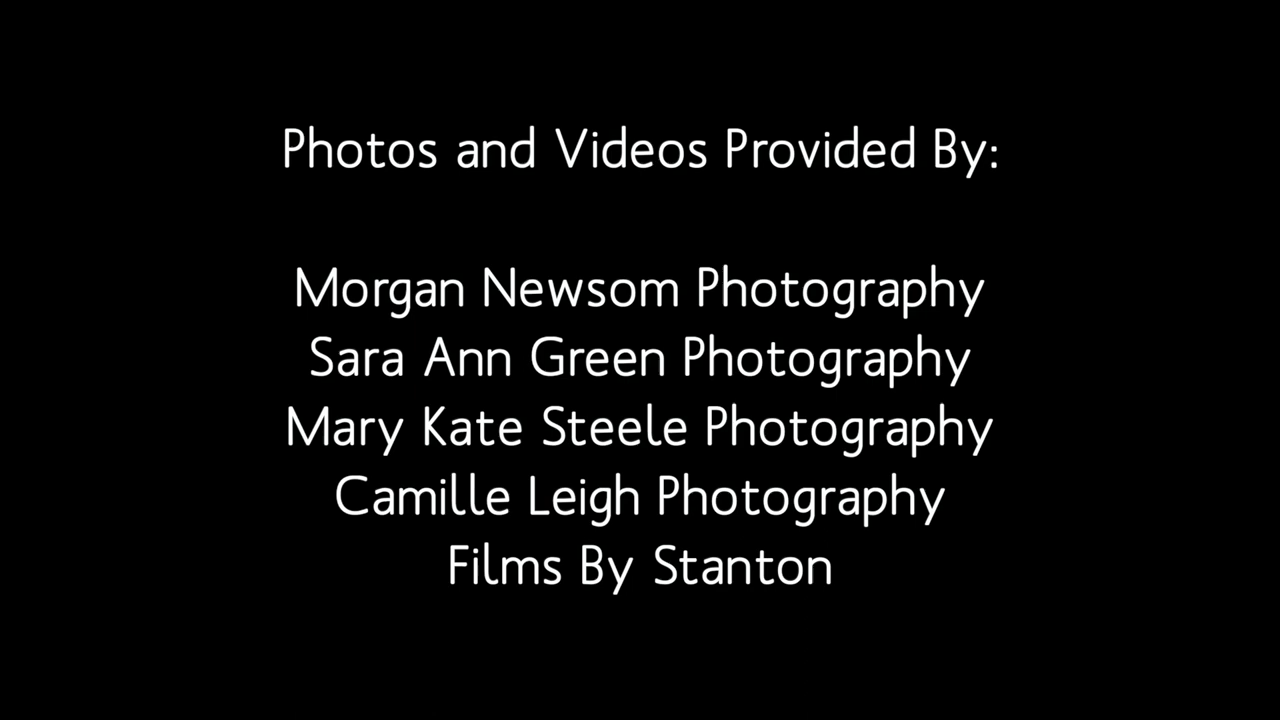 Photos and Videos Provided By:
Morgan Newsom Photography
Sara Ann Green Photography
Mary Kate Steele Photography
Camille Leigh Photography
Films By Stanton